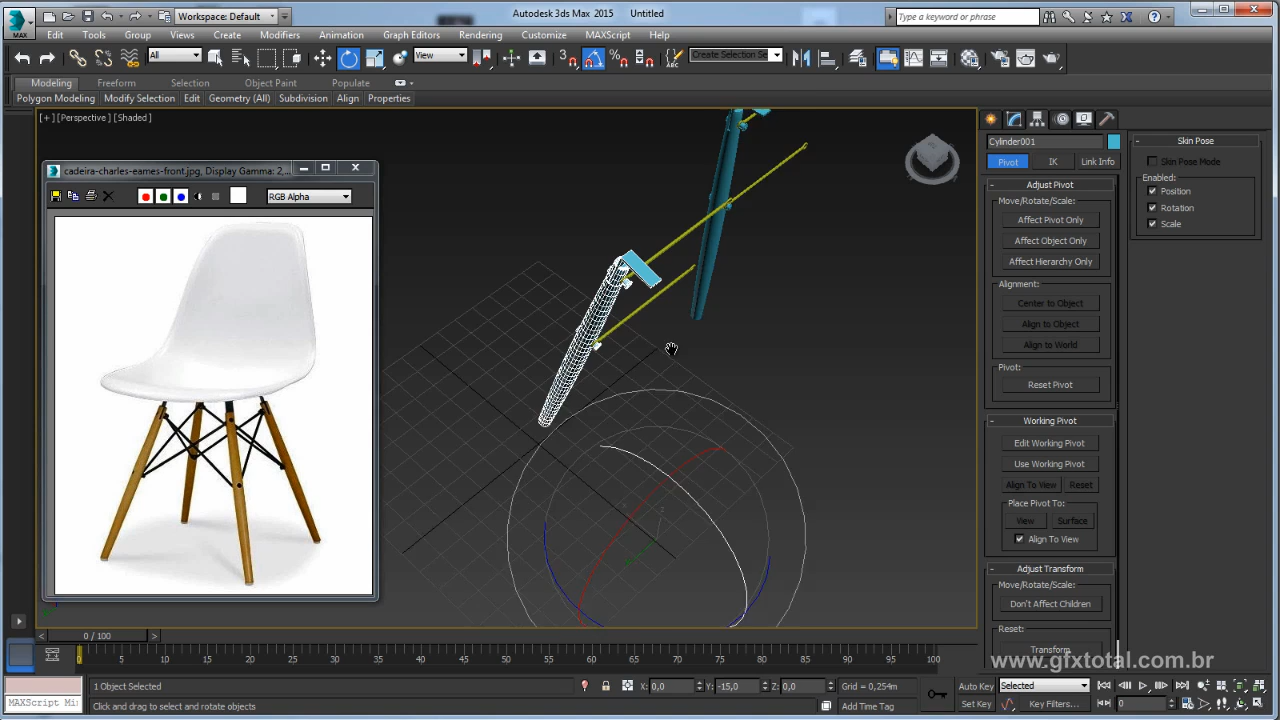 MAX
Workspace: Default
Autodesk 3ds Max 2015 Untitled
Type a keyword or phrase
Edit Tools Group Views Create Modifiers Animation Graph Editors Rendering Customize MAXScript Help
All
View
3
Create Selection Se
Modeling Freeform Selection Object Paint Populate
Polygon Modeling Modify Selection Edit Geometry (All) Subdivision Align Properties
[ + ] [Perspective ] [Shaded ]
cadeira-charles-eames-front.jpg, Display Gamma: 2,...
RGB Alpha
Cylinder001
Pivot IK Link Info
- Adjust Pivot
Move/Rotate/Scale:
Affect Pivot Only
Affect Object Only
Affect Hierarchy Only
Alignment:
Center to Object
Align to Object
Align to World
Pivot:
Reset Pivot
- Working Pivot
Edit Working Pivot
Use Working Pivot
Align To View Reset
Place Pivot To:
View Surface
Align To View
- Adjust Transform
Move/Rotate/Scale:
Don't Affect Children
Reset:
Transform
- Skin Pose
Skin Pose Mode
Enabled:
Position
Rotation
Scale
www.gfxtotal.com.br
< 0 / 100 >
0 5 10 15 20 25 30 35 40 45 50 55 60 65 70 75 80 85 90 95 100
1 Object Selected
X: 0,0 Y: -15,0 Z: 0,0 Grid = 0,254m
Auto Key Selected
MAXScript Mi
Click and drag to select and rotate objects
Add Time Tag
Set Key Key Filters...
0